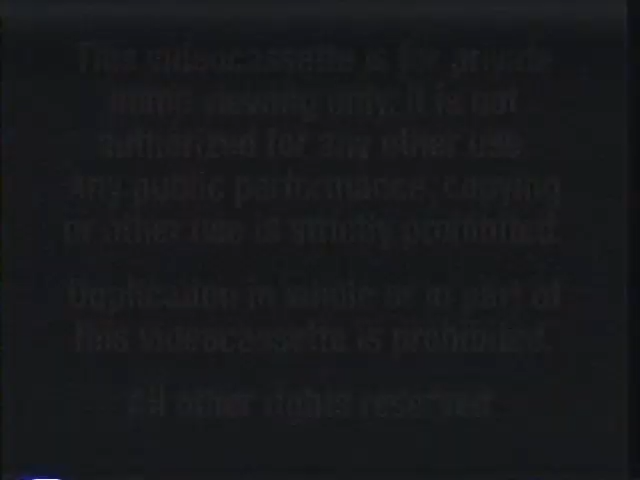 This videocassette is for private
home viewing only. It is not
authorized for any other use.
Any public performance, copying
or other use is strictly prohibited.
Duplication in whole or in part of
this videocassette is prohibited.
All other rights reserved.